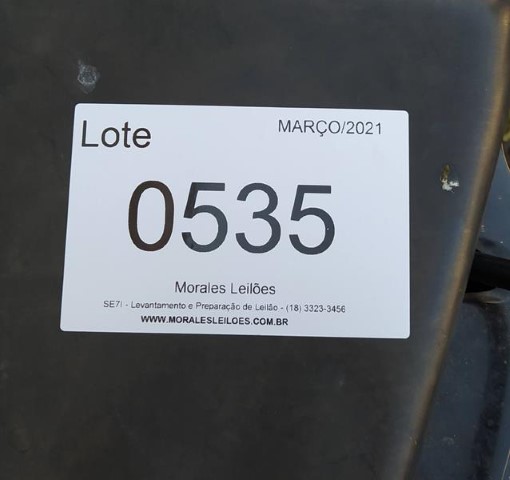 Lote MARÇO/2021
0535
Morales Leilões
SE7I - Levantamento e Preparação de Leilão - (18) 3323-3456
WWW.MORALESLEILOES.COM.BR